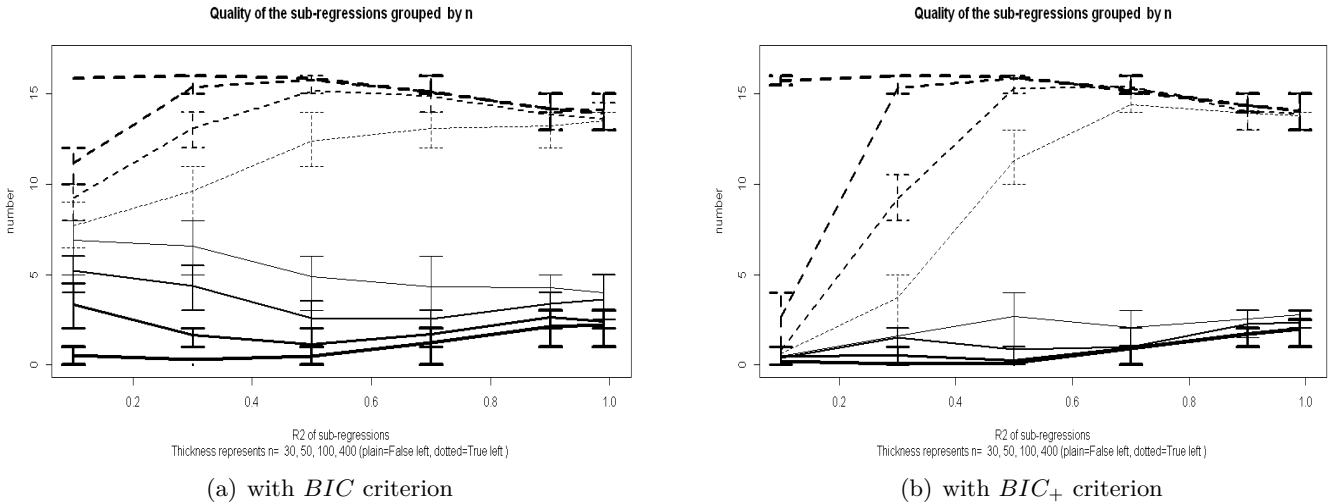 Quality of the sub-regressions grouped by n
number
15
10
5
0
0.2 0.4 0.6 0.8 1.0
R2 of sub-regressions
Thickness represents n= 30, 50, 100, 400 (plain=False left, dotted=True left )
(a) with BIC criterion
Quality of the sub-regressions grouped by n
number
15
10
5
0
0.2 0.4 0.6 0.8 1.0
R2 of sub-regressions
Thickness represents n= 30, 50, 100, 400 (plain=False left, dotted=True left )
(b) with BIC+ criterion